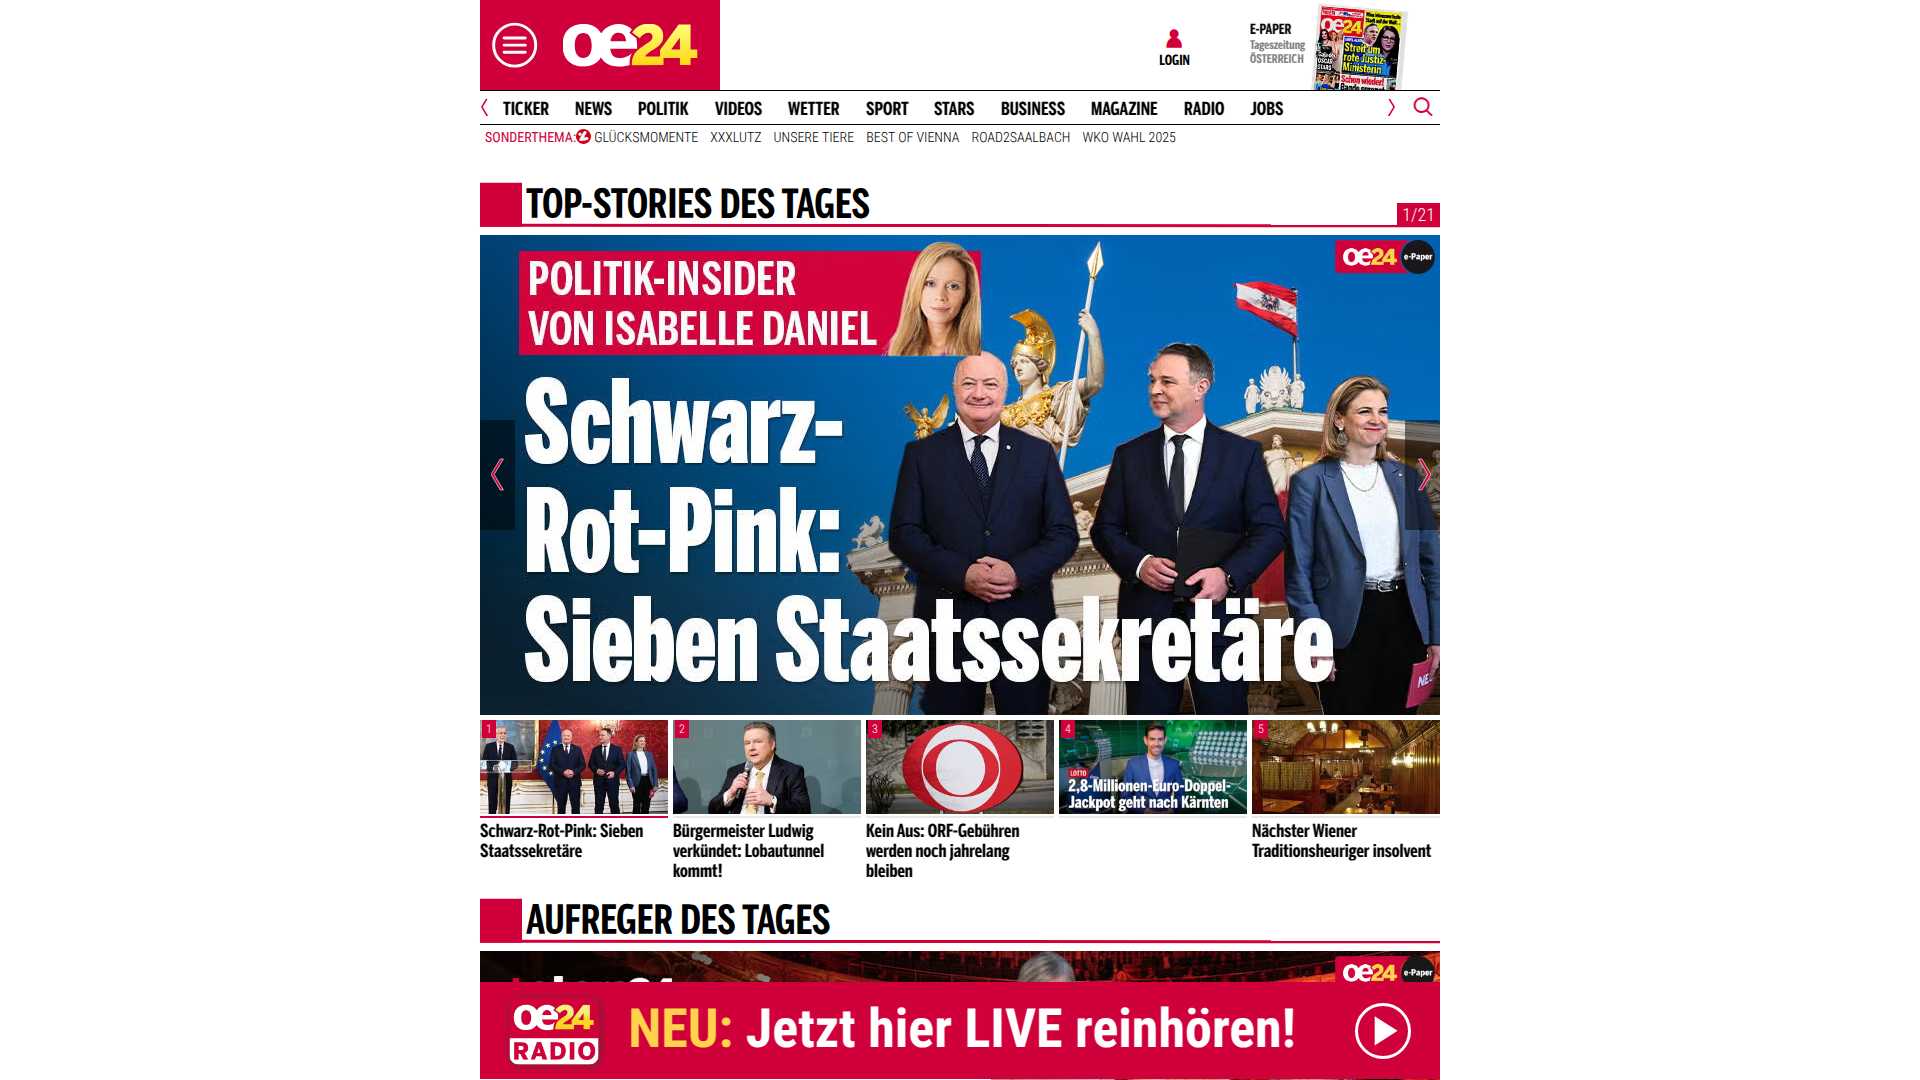 oe24
LOGIN
E-PAPER
Tageszeitung
ÖSTERREICH
oe24
Streit um
rote Justiz-
Ministerin
Schon wieder!
TICKER NEWS POLITIK VIDEOS WETTER SPORT STARS BUSINESS MAGAZINE RADIO JOBS
SONDERTHEMA: GLÜCKSMOMENTE XXXLUTZ UNSERE TIERE BEST OF VIENNA ROAD2SAALBACH WKO WAHL 2025
TOP-STORIES DES TAGES
1/21
POLITIK-INSIDER
VON ISABELLE DANIEL
oe24 e-Paper
Schwarz-
Rot-Pink:
Sieben Staatssekretäre
1
2
3
4
5
LOTTO
2,8-Millionen-Euro-Doppel-
Jackpot geht nach Kärnten
Schwarz-Rot-Pink: Sieben
Staatssekretäre
Bürgermeister Ludwig
verkündet: Lobautunnel
kommt!
Kein Aus: ORF-Gebühren
werden noch jahrelang
bleiben
Nächster Wiener
Traditionsheuriger insolvent
AUFREGER DES TAGES
oe24 e-Paper
oe24
RADIO
NEU: Jetzt hier LIVE reinhören!